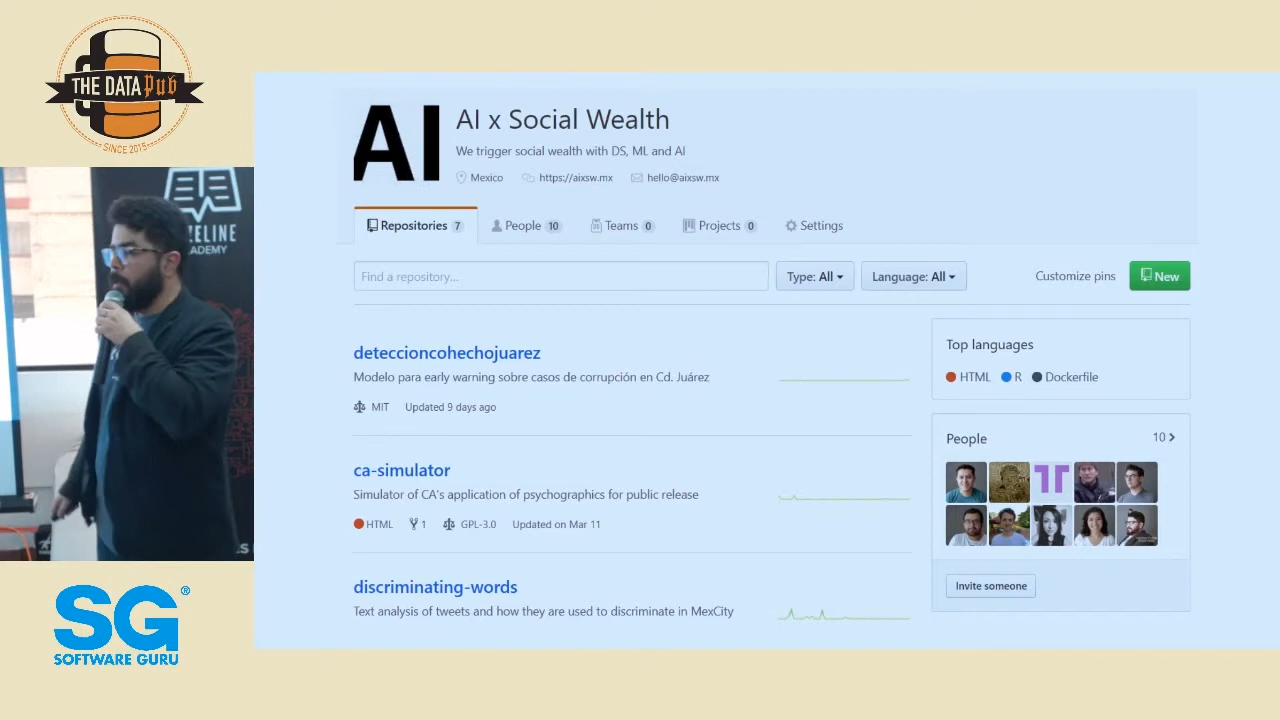 THE DATA Pub
SINCE 2015
ELINE
ADEMY
SG®
SOFTWARE GURU
AI
AI x Social Wealth
We trigger social wealth with DS, ML and AI
Mexico https://aixsw.mx hello@aixsw.mx
Repositories 7 People 10 Teams 0 Projects 0 Settings
Find a repository... Type: All Language: All Customize pins New
deteccioncohechojuarez
Modelo para early warning sobre casos de corrupción en Cd. Juárez
MIT Updated 9 days ago
ca-simulator
Simulator of CA's application of psychographics for public release
HTML 1 GPL-3.0 Updated on Mar 11
discriminating-words
Text analysis of tweets and how they are used to discriminate in MexCity
Top languages
HTML R Dockerfile
People 10
Invite someone